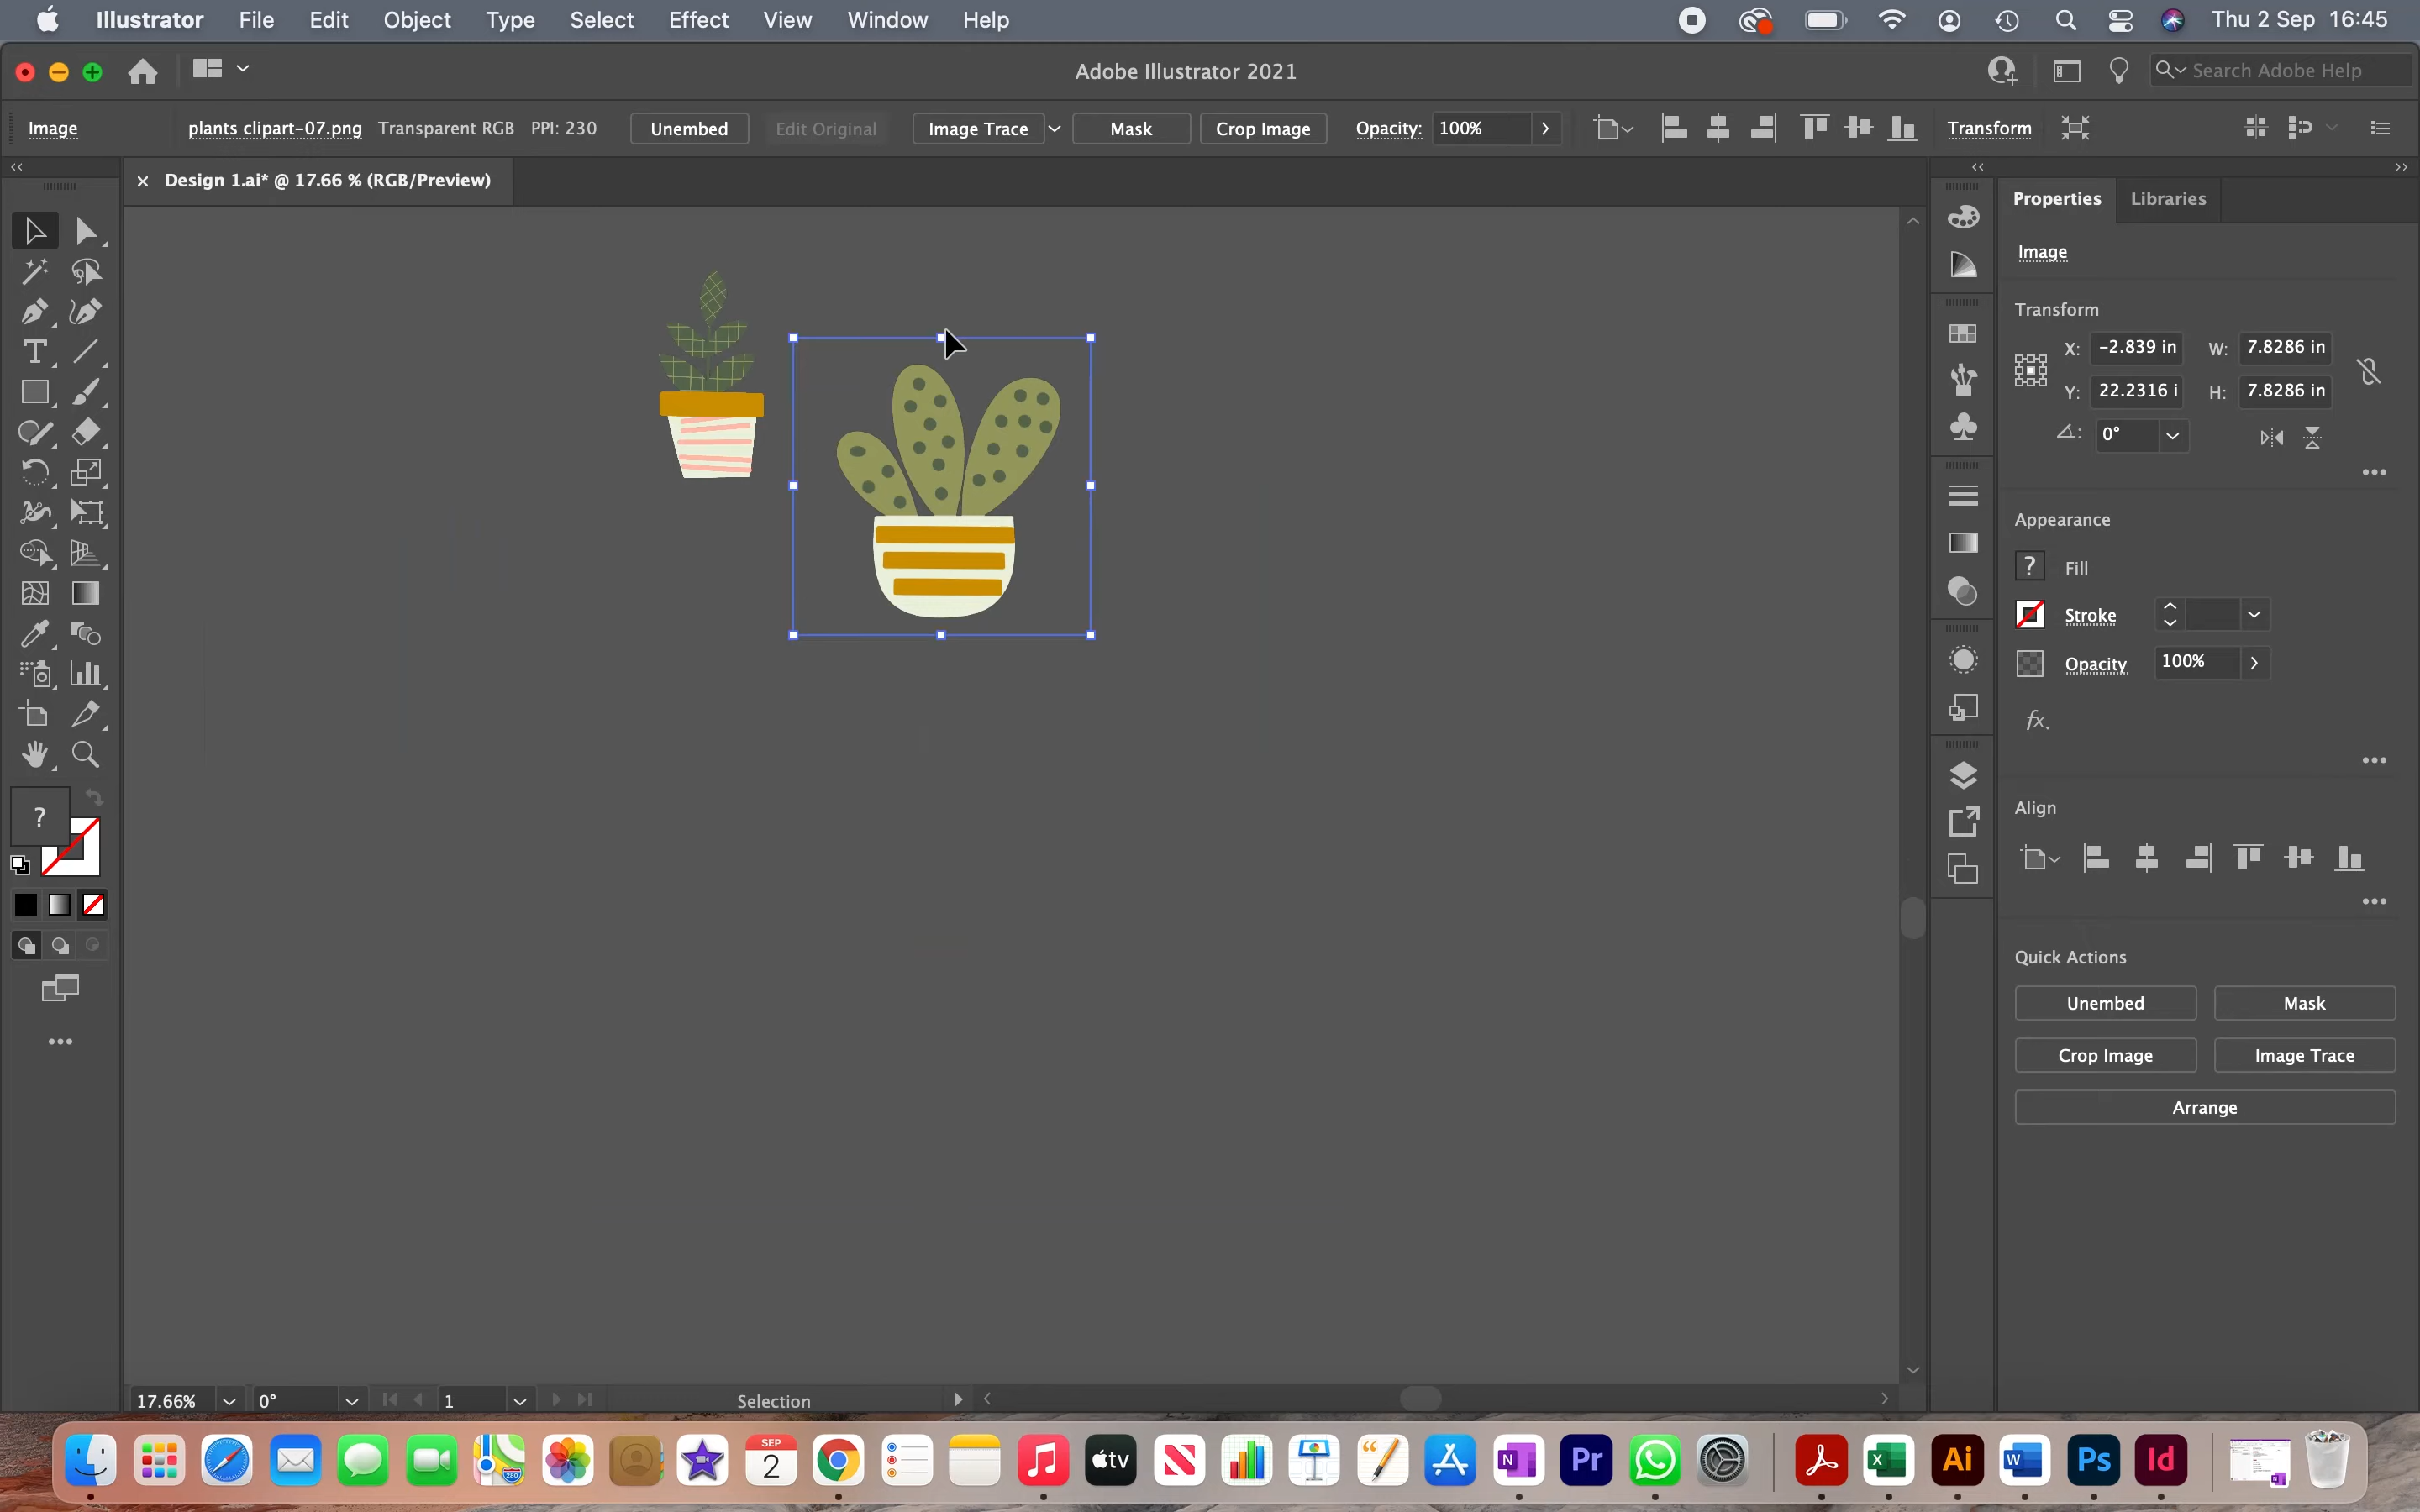 Illustrator File Edit Object Type Select Effect View Window Help Thu 2 Sep 16:45
Adobe Illustrator 2021
Search Adobe Help
Image plants clipart-07.png Transparent RGB PPI: 230 Unembed Edit Original Image Trace Mask Crop Image Opacity: 100% Transform
× Design 1.ai* @ 17.66 % (RGB/Preview)
Properties Libraries
Image
Transform
X: -2.839 in W: 7.8286 in
Y: 22.2316 i H: 7.8286 in
0°
Appearance
? Fill
Stroke
Opacity 100%
fx
Align
?
Quick Actions
Unembed Mask
Crop Image Image Trace
Arrange
17.66% 0° 1 Selection
SEP
2
280
tv
N
Pr
X
Ai
W
Ps
Id